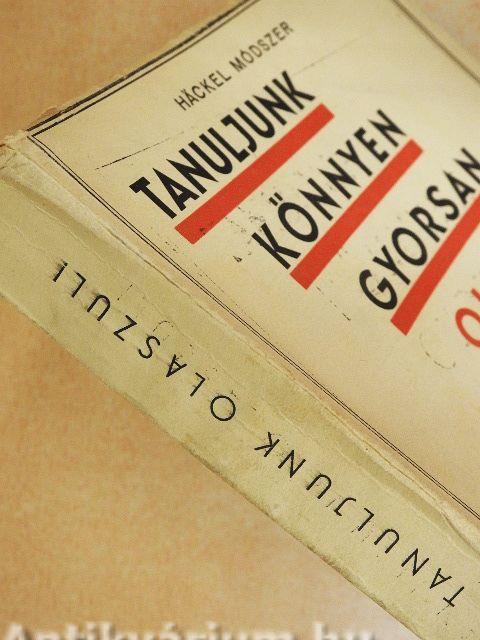 HÄCKEL MÓDSZER
TANULJUNK
KÖNNYEN
GYORSAN
TANULJUNK OLASZUL!